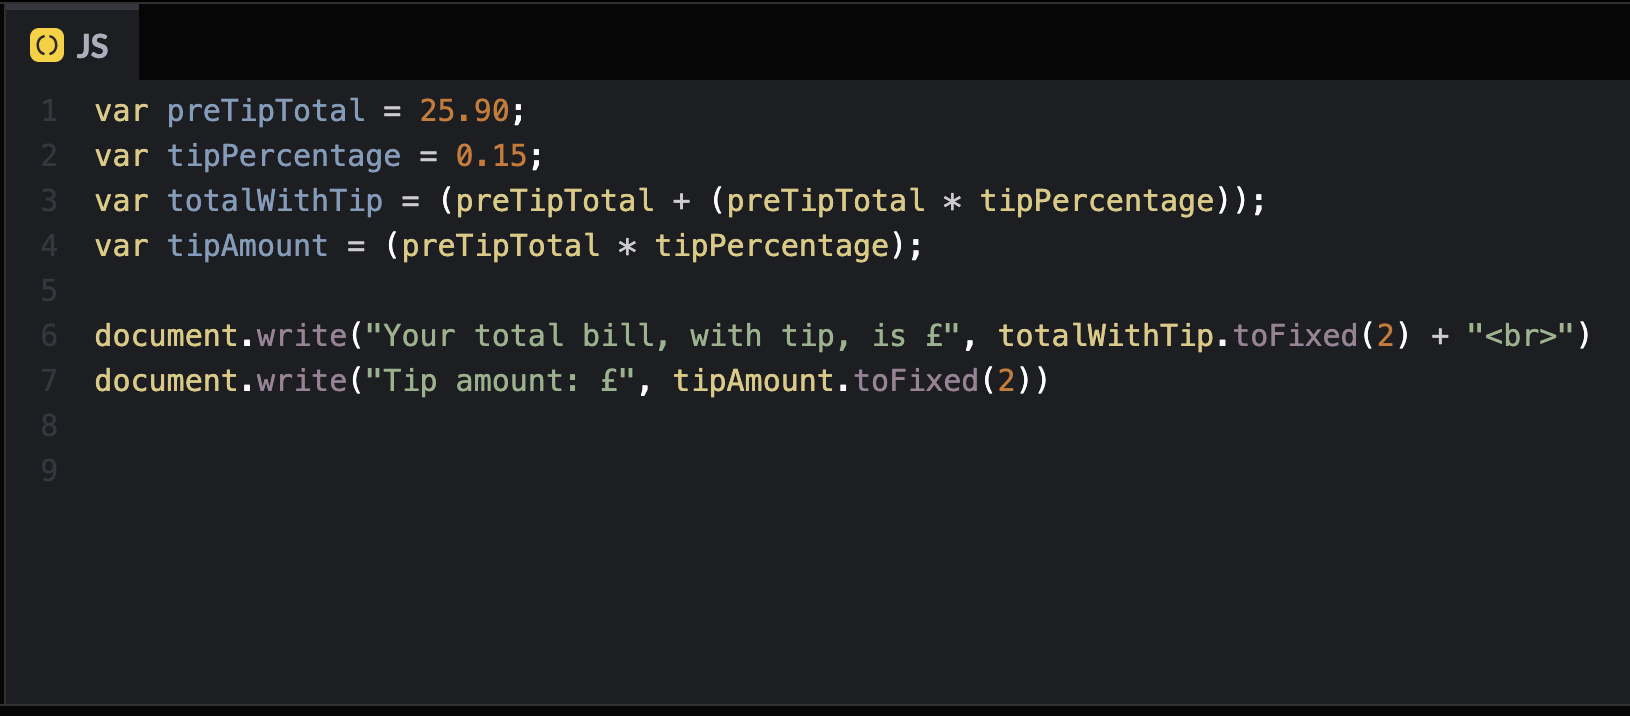 JS
1 var preTipTotal = 25.90;
2 var tipPercentage = 0.15;
3 var totalWithTip = (preTipTotal + (preTipTotal * tipPercentage));
4 var tipAmount = (preTipTotal * tipPercentage);
5
6 document.write("Your total bill, with tip, is £", totalWithTip.toFixed(2) + "<br>")
7 document.write("Tip amount: £", tipAmount.toFixed(2))
8
9